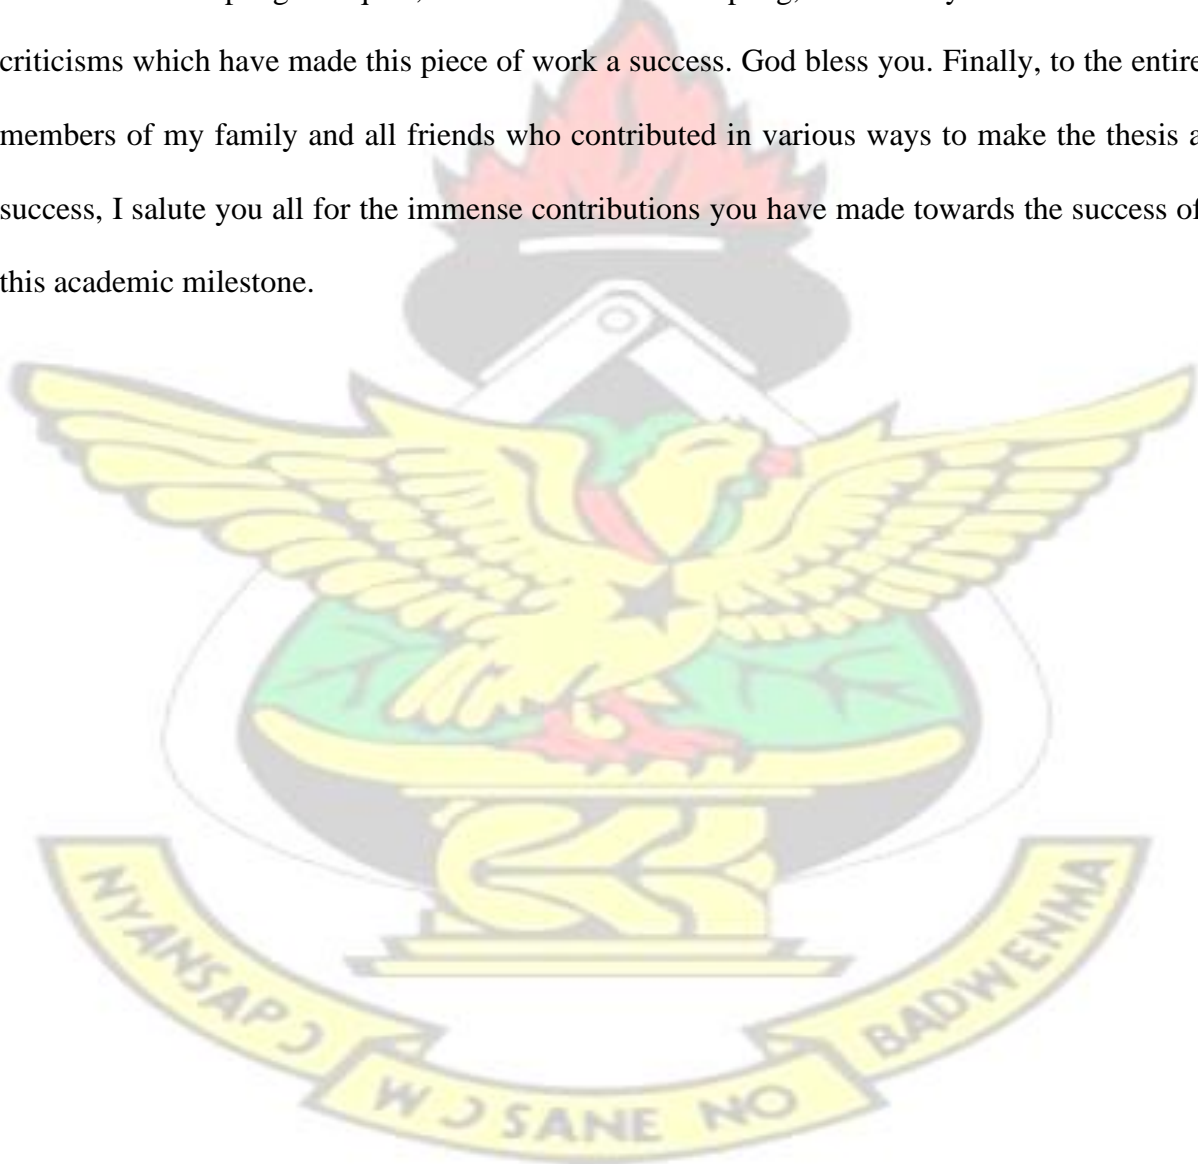 criticisms which have made this piece of work a success. God bless you. Finally, to the entire
members of my family and all friends who contributed in various ways to make the thesis a
success, I salute you all for the immense contributions you have made towards the success of
this academic milestone.
NYANSAPƆ
WƆSANE NO
BADWENMA